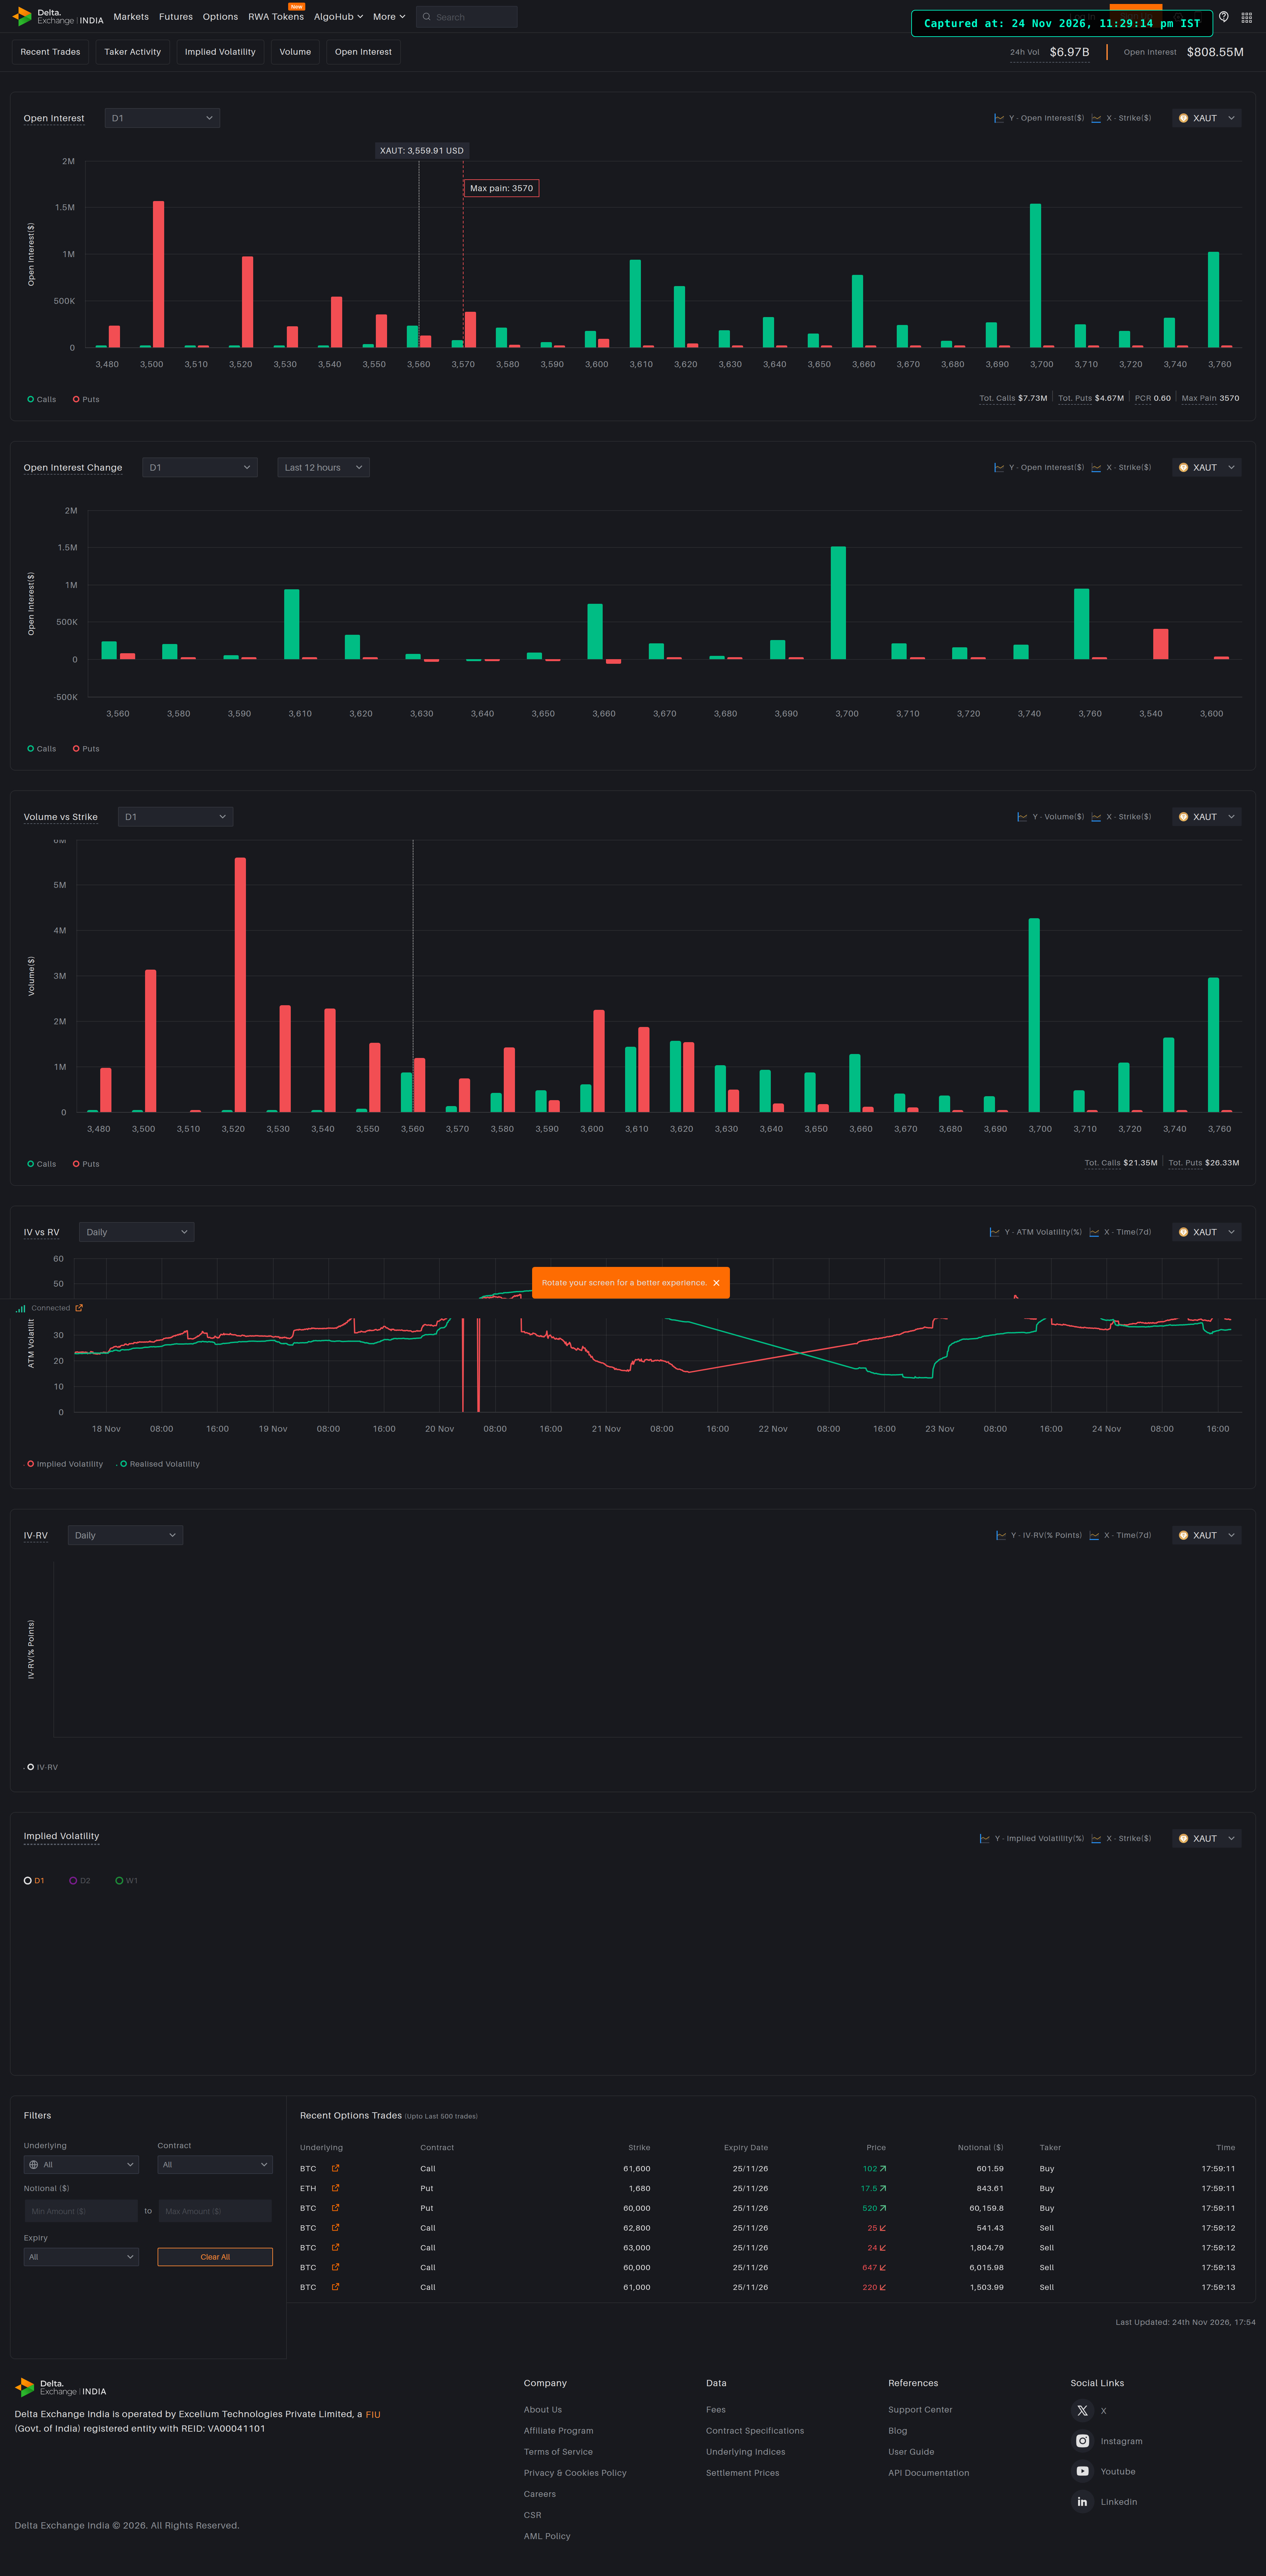 Delta.
Exchange | INDIA
Markets Futures Options RWA Tokens New AlgoHub More Search
Captured at: 24 Nov 2026, 11:29:14 pm IST
Recent Trades Taker Activity Implied Volatility Volume Open Interest
24h Vol $6.97B Open Interest $808.55M
Open Interest D1 Y - Open Interest($) X - Strike($) XAUT
XAUT: 3,559.91 USD
Max pain: 3570
Open Interest($)
2M
1.5M
1M
500K
0
3,480 3,500 3,510 3,520 3,530 3,540 3,550 3,560 3,570 3,580 3,590 3,600 3,610 3,620 3,630 3,640 3,650 3,660 3,670 3,680 3,690 3,700 3,710 3,720 3,740 3,760
Calls Puts Tot. Calls $7.73M Tot. Puts $4.67M PCR 0.60 Max Pain 3570
Open Interest Change D1 Last 12 hours Y - Open Interest($) X - Strike($) XAUT
Open Interest($)
2M
1.5M
1M
500K
0
-500K
3,560 3,580 3,590 3,610 3,620 3,630 3,640 3,650 3,660 3,670 3,680 3,690 3,700 3,710 3,720 3,740 3,760 3,540 3,600
Calls Puts
Volume vs Strike D1 Y - Volume($) X - Strike($) XAUT
Volume($)
6M
5M
4M
3M
2M
1M
0
3,480 3,500 3,510 3,520 3,530 3,540 3,550 3,560 3,570 3,580 3,590 3,600 3,610 3,620 3,630 3,640 3,650 3,660 3,670 3,680 3,690 3,700 3,710 3,720 3,740 3,760
Calls Puts Tot. Calls $21.35M Tot. Puts $26.33M
IV vs RV Daily Y - ATM Volatility(%) X - Time(7d) XAUT
60
50
Rotate your screen for a better experience.
Connected
ATM Volatilit
30
20
10
0
18 Nov 08:00 16:00 19 Nov 08:00 16:00 20 Nov 08:00 16:00 21 Nov 08:00 16:00 22 Nov 08:00 16:00 23 Nov 08:00 16:00 24 Nov 08:00 16:00
Implied Volatility Realised Volatility
IV-RV Daily Y - IV-RV(% Points) X - Time(7d) XAUT
IV-RV(% Points)
IV-RV
Implied Volatility Y - Implied Volatility(%) X - Strike($) XAUT
D1 D2 W1
Filters
Underlying Contract
All All
Notional ($)
Min Amount ($) to Max Amount ($)
Expiry
All Clear All
Recent Options Trades (Upto Last 500 trades)
Underlying Contract Strike Expiry Date Price Notional ($) Taker Time
BTC Call 61,600 25/11/26 102 601.59 Buy 17:59:11
ETH Put 1,680 25/11/26 17.5 843.61 Buy 17:59:11
BTC Put 60,000 25/11/26 520 60,159.8 Buy 17:59:11
BTC Call 62,800 25/11/26 25 541.43 Sell 17:59:12
BTC Call 63,000 25/11/26 24 1,804.79 Sell 17:59:12
BTC Call 60,000 25/11/26 647 6,015.98 Sell 17:59:13
BTC Call 61,000 25/11/26 220 1,503.99 Sell 17:59:13
Last Updated: 24th Nov 2026, 17:54
Delta.
Exchange | INDIA
Delta Exchange India is operated by Excelium Technologies Private Limited, a FIU
(Govt. of India) registered entity with REID: VA00041101
Delta Exchange India © 2026. All Rights Reserved.
Company
About Us
Affiliate Program
Terms of Service
Privacy & Cookies Policy
Careers
CSR
AML Policy
Data
Fees
Contract Specifications
Underlying Indices
Settlement Prices
References
Support Center
Blog
User Guide
API Documentation
Social Links
X
Instagram
Youtube
Linkedin